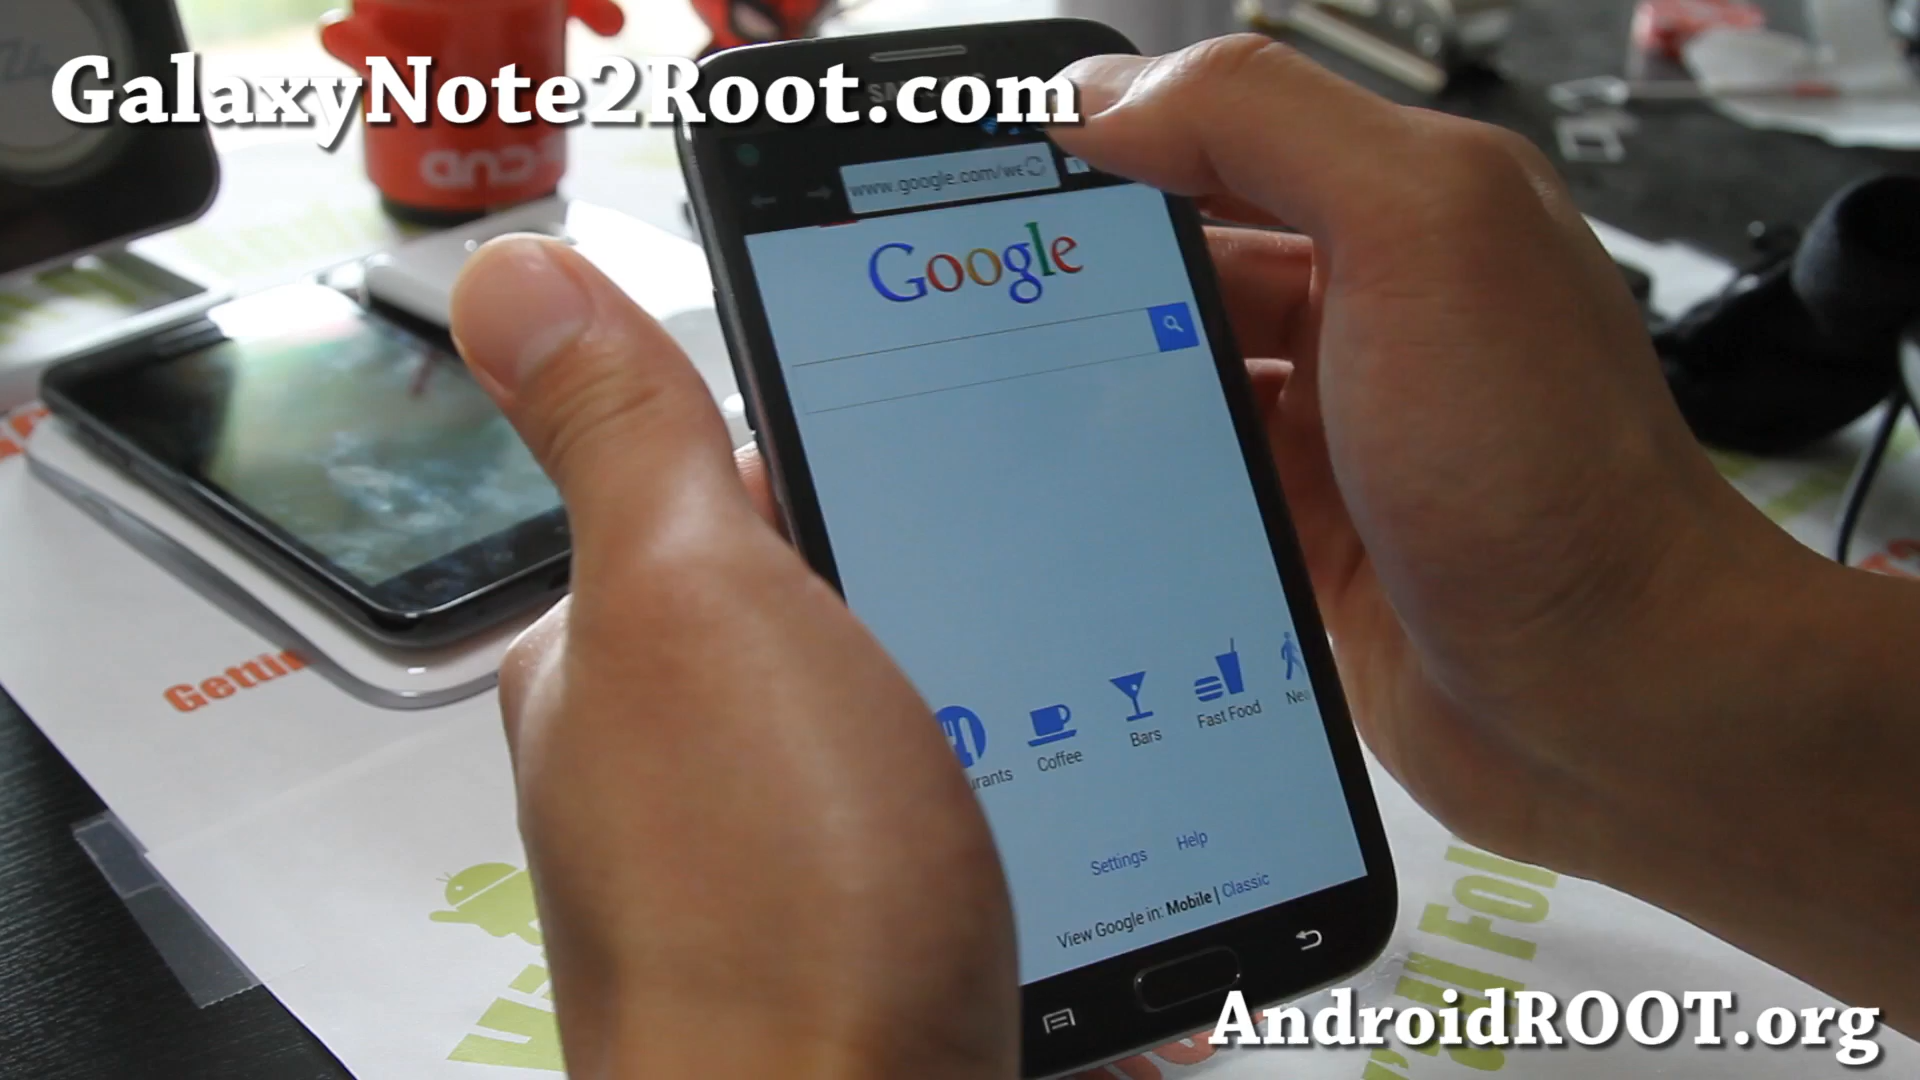 GalaxyNote2Root.com
SAMSUNG
www.google.com/we
Google
Coffee
Bars
Fast Food
Settings
Help
View Google in: Mobile | Classic
AndroidROOT.org